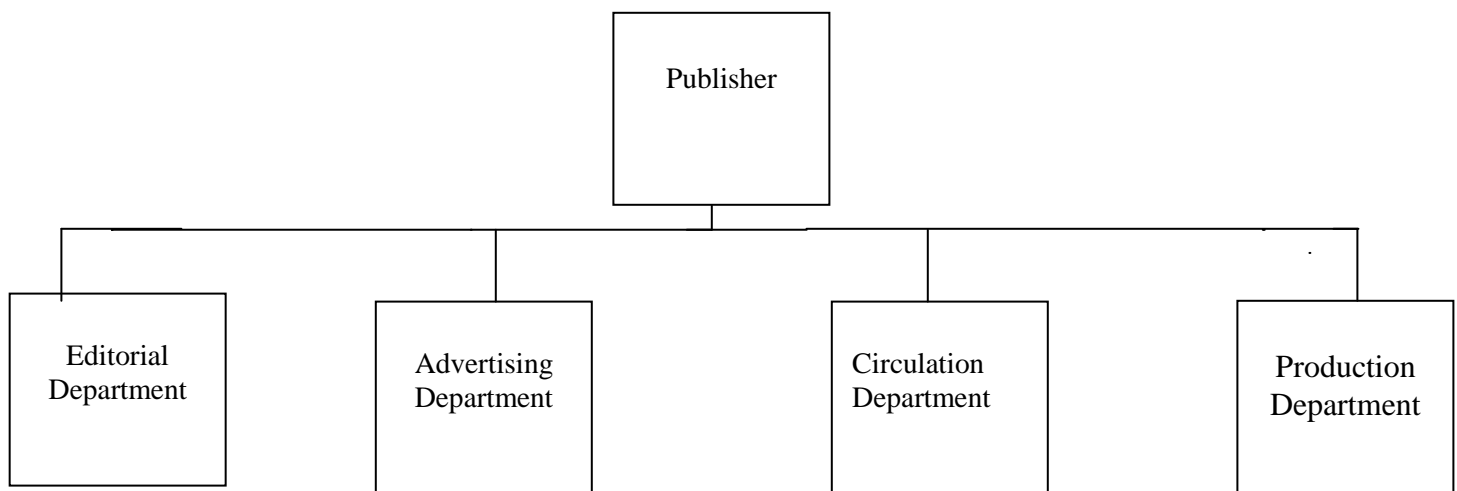 Publisher
Editorial
Department
Advertising
Department
Circulation
Department
Production
Department